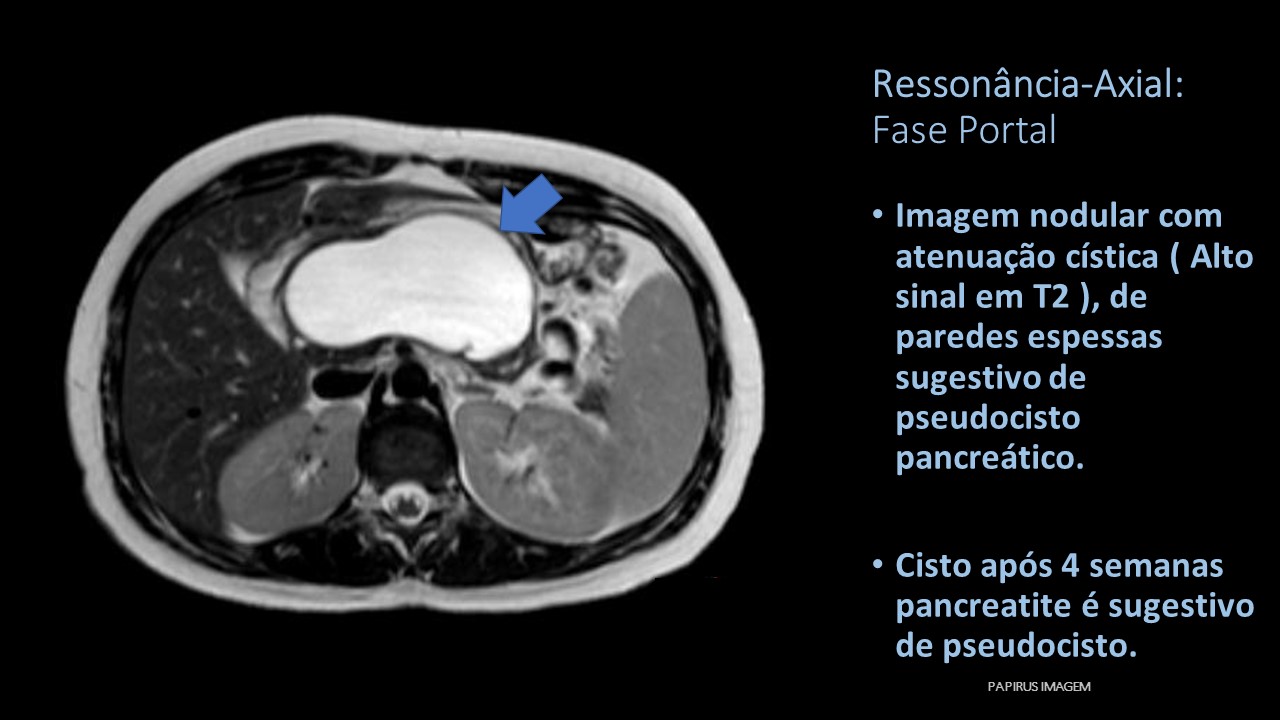 Ressonância-Axial:
Fase Portal
• Imagem nodular com
atenuação cística ( Alto
sinal em T2 ), de
paredes espessas
sugestivo de
pseudocisto
pancreático.
• Cisto após 4 semanas
pancreatite é sugestivo
de pseudocisto.
PAPIRUS IMAGEM